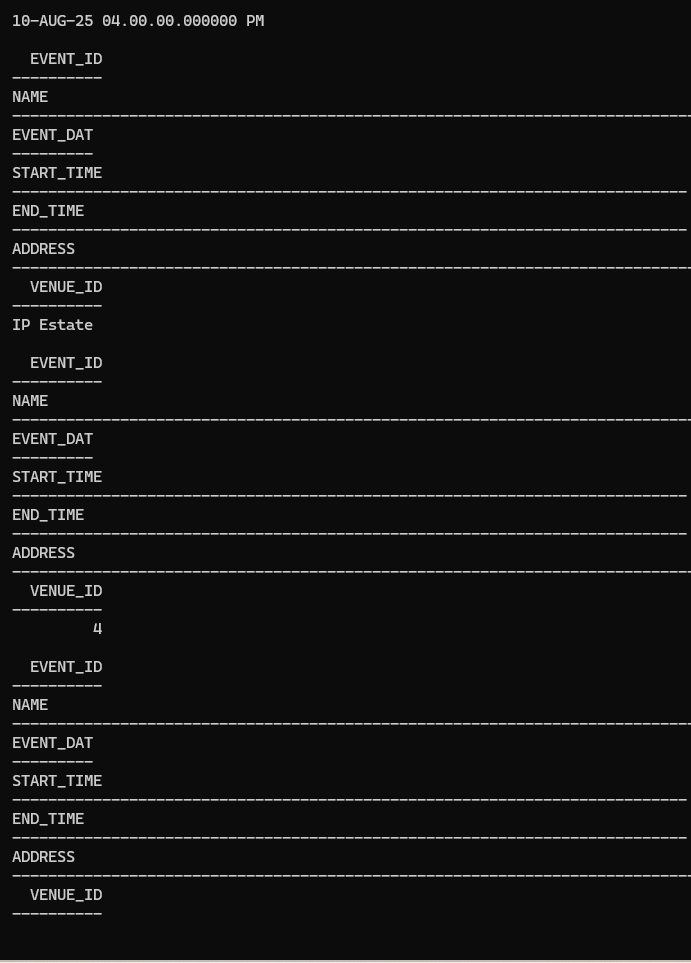 10-AUG-25 04.00.00.000000 PM
EVENT_ID
----------
NAME
----------------------------------------------------------------------------
EVENT_DAT
---------
START_TIME
---------------------------------------------------------------------------
END_TIME
---------------------------------------------------------------------------
ADDRESS
----------------------------------------------------------------------------
VENUE_ID
----------
IP Estate
EVENT_ID
----------
NAME
----------------------------------------------------------------------------
EVENT_DAT
---------
START_TIME
---------------------------------------------------------------------------
END_TIME
---------------------------------------------------------------------------
ADDRESS
----------------------------------------------------------------------------
VENUE_ID
----------
4
EVENT_ID
----------
NAME
----------------------------------------------------------------------------
EVENT_DAT
---------
START_TIME
---------------------------------------------------------------------------
END_TIME
---------------------------------------------------------------------------
ADDRESS
----------------------------------------------------------------------------
VENUE_ID
----------